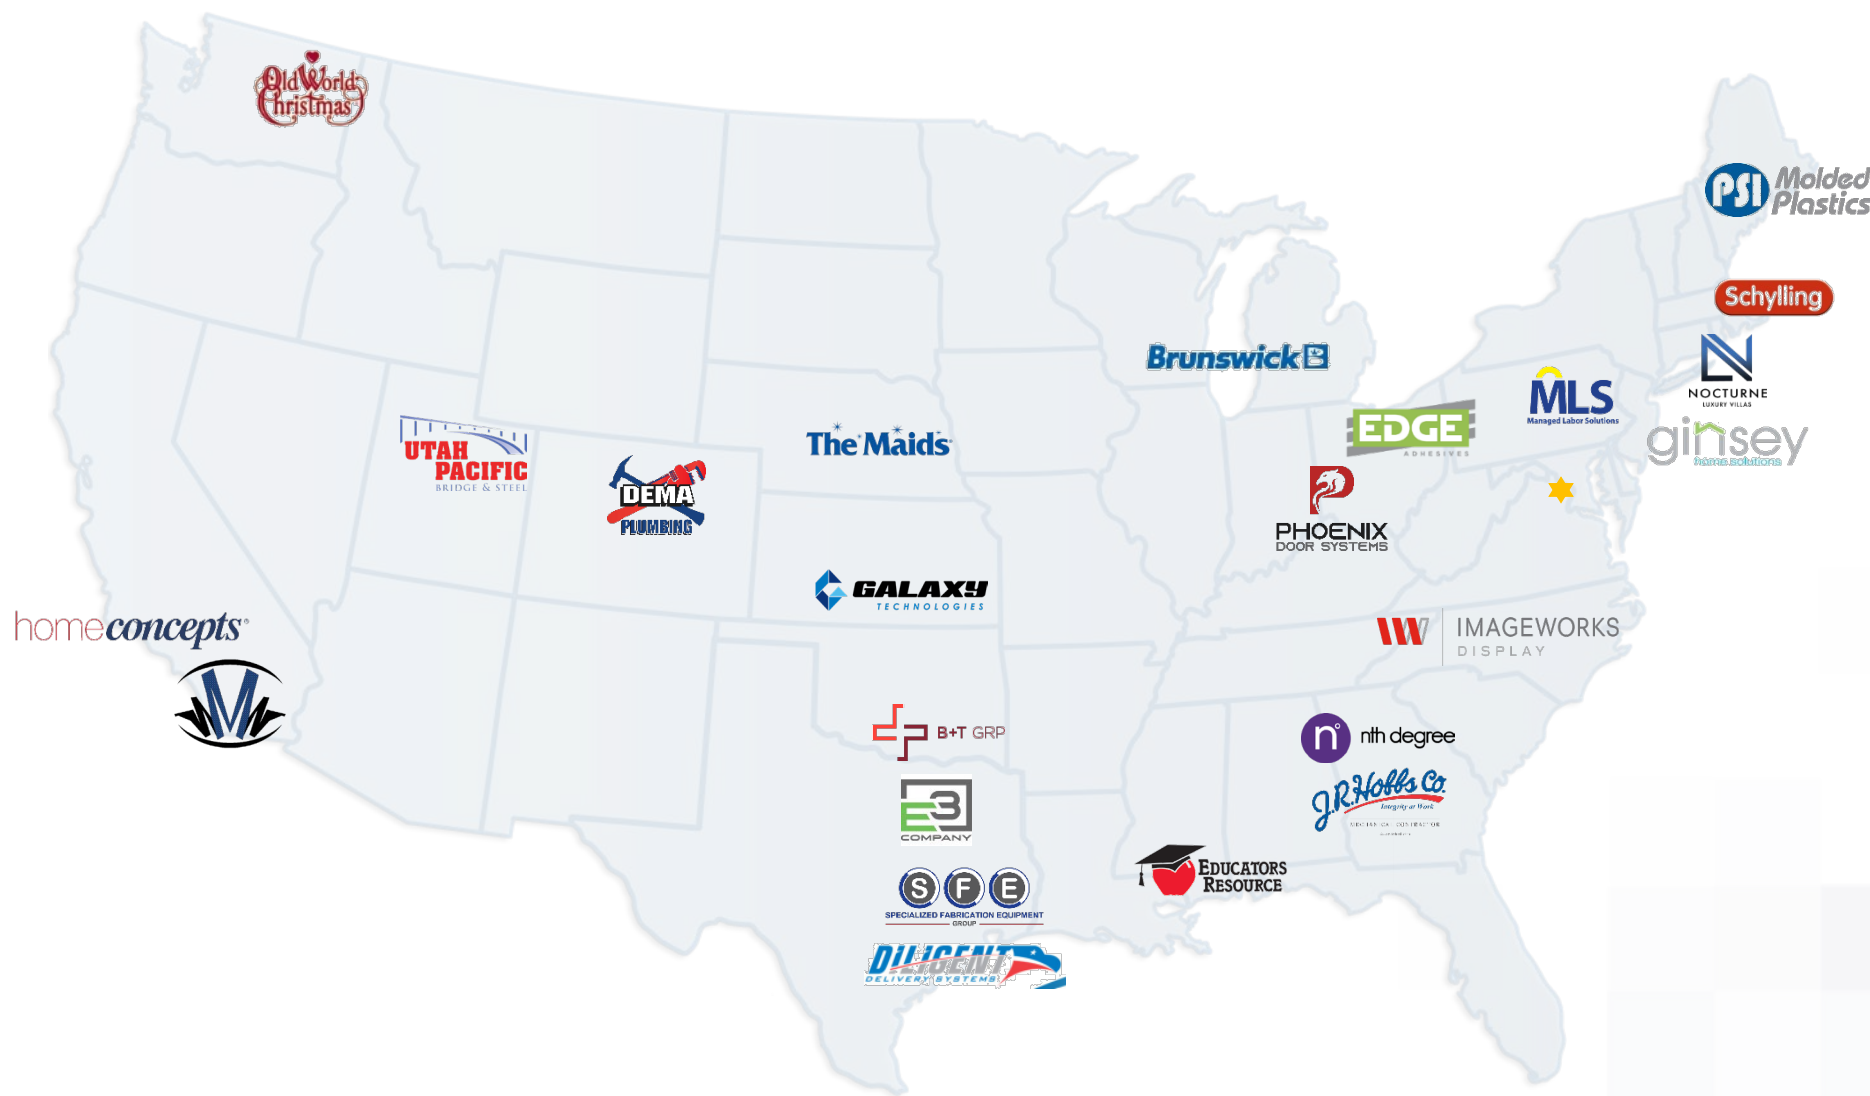 Old World
Christmas
PSI Molded
Plastics
Schylling
NOCTURNE
LUXURY VILLAS
Brunswick
MLS
Managed Labor Solutions
EDGE
ADHESIVES
ginsey
home solutions
UTAH
PACIFIC
BRIDGE & STEEL
The Maids
DEMA
PLUMBING
PHOENIX
DOOR SYSTEMS
GALAXY
TECHNOLOGIES
homeconcepts®
IMAGEWORKS
DISPLAY
B+T GRP
n° nth degree
E3
COMPANY
J.R. Hobbs Co.
Integrity at Work
MECHANICAL CONTRACTOR
EDUCATORS
RESOURCE
S F E
SPECIALIZED FABRICATION EQUIPMENT
GROUP
DILIGENT
DELIVERY SYSTEMS